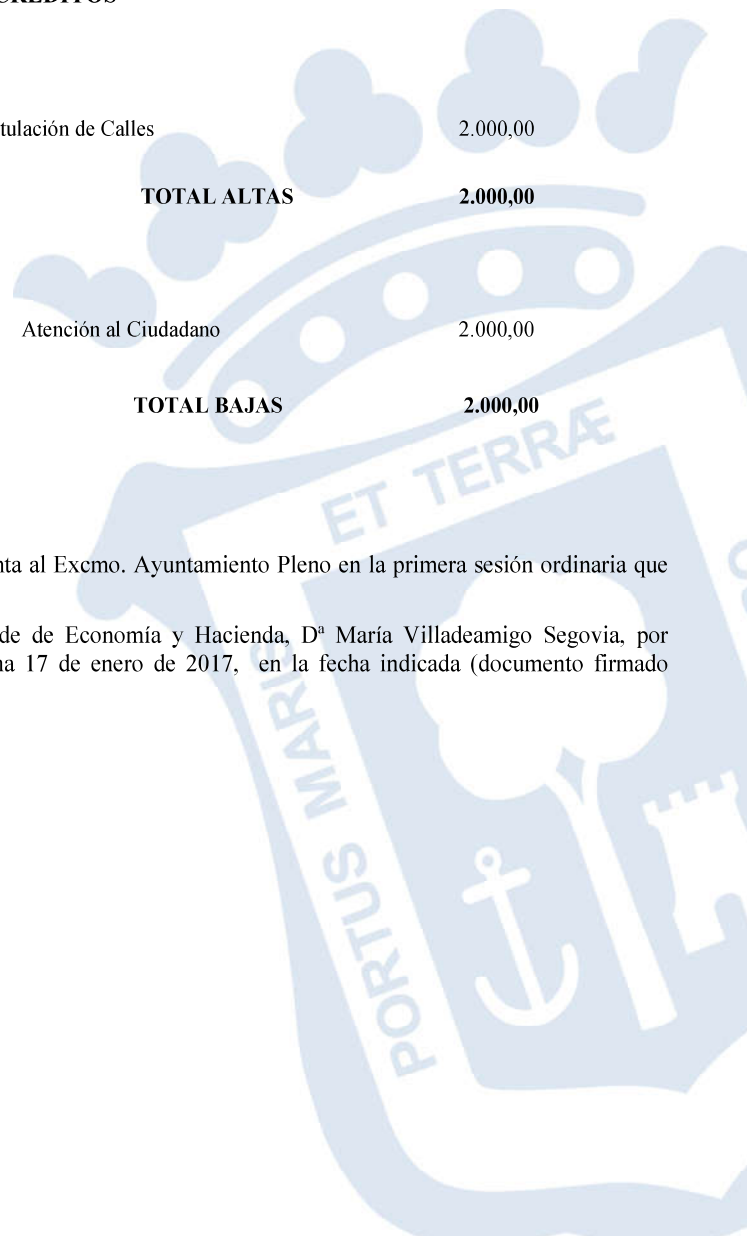 CRÉDITOS
tulación de Calles 2.000,00
TOTAL ALTAS 2.000,00
Atención al Ciudadano 2.000,00
TOTAL BAJAS 2.000,00
nta al Excmo. Ayuntamiento Pleno en la primera sesión ordinaria que
de de Economía y Hacienda, Dª María Villadeamigo Segovia, por
na 17 de enero de 2017, en la fecha indicada (documento firmado
PORTUS MARIS ET TERRÆ